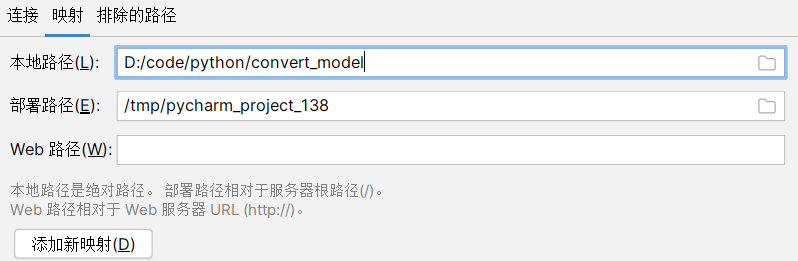 连接 映射 排除的路径
本地路径(L): D:/code/python/convert_model
部署路径(E): /tmp/pycharm_project_138
Web 路径(W):
本地路径是绝对路径。 部署路径相对于服务器根路径(/)。
Web 路径相对于 Web 服务器 URL (http://)。
添加新映射(D)